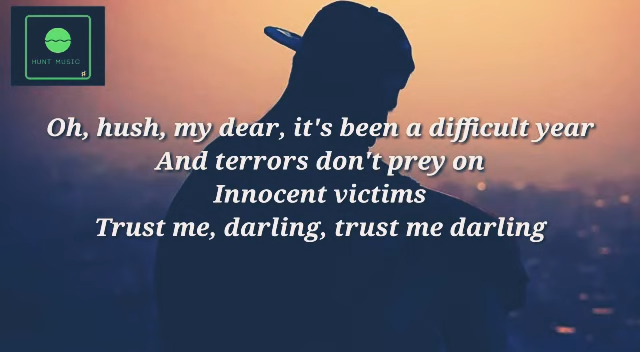 HUNT MUSIC
Oh, hush, my dear, it's been a difficult year
And terrors don't prey on
Innocent victims
Trust me, darling, trust me darling